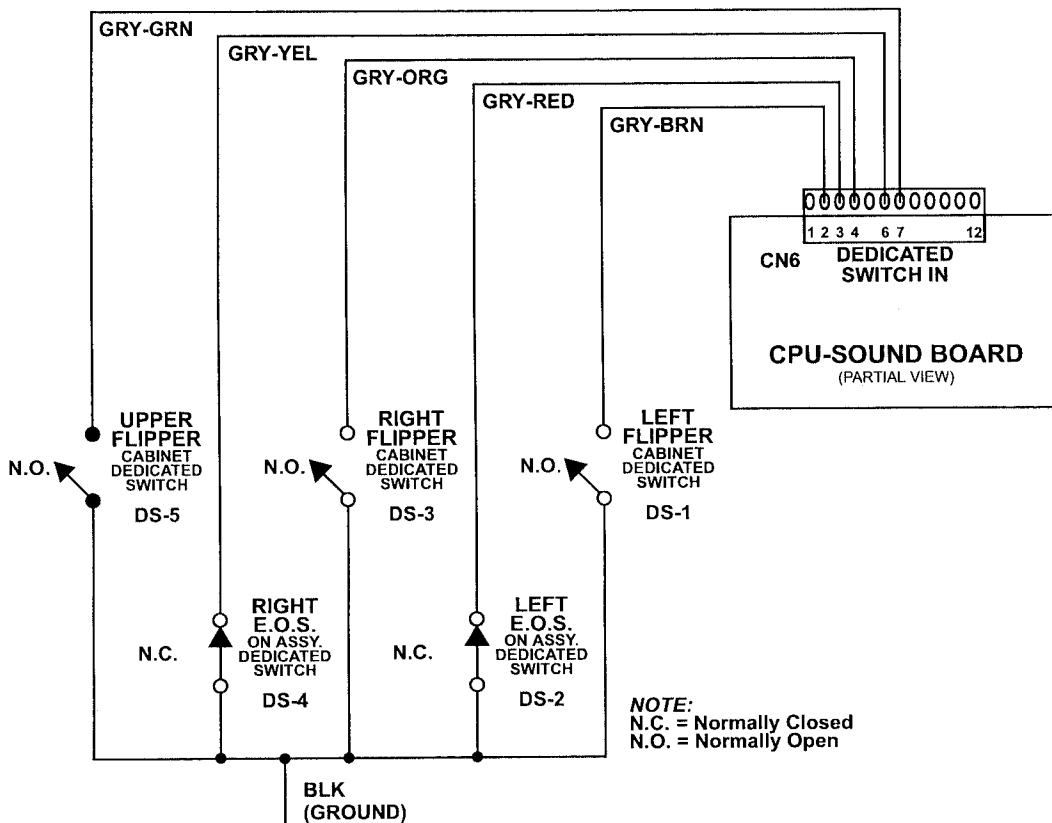 GRY-GRN
GRY-YEL
GRY-ORG
GRY-RED
GRY-BRN
1 2 3 4 6 7 12
CN6
DEDICATED
SWITCH IN
CPU-SOUND BOARD
(PARTIAL VIEW)
N.O.
UPPER
FLIPPER
CABINET
DEDICATED
SWITCH
DS-5
N.O.
RIGHT
FLIPPER
CABINET
DEDICATED
SWITCH
DS-3
N.O.
LEFT
FLIPPER
CABINET
DEDICATED
SWITCH
DS-1
N.C.
RIGHT
E.O.S.
ON ASSY.
DEDICATED
SWITCH
DS-4
N.C.
LEFT
E.O.S.
ON ASSY.
DEDICATED
SWITCH
DS-2
NOTE:
N.C. = Normally Closed
N.O. = Normally Open
BLK
(GROUND)